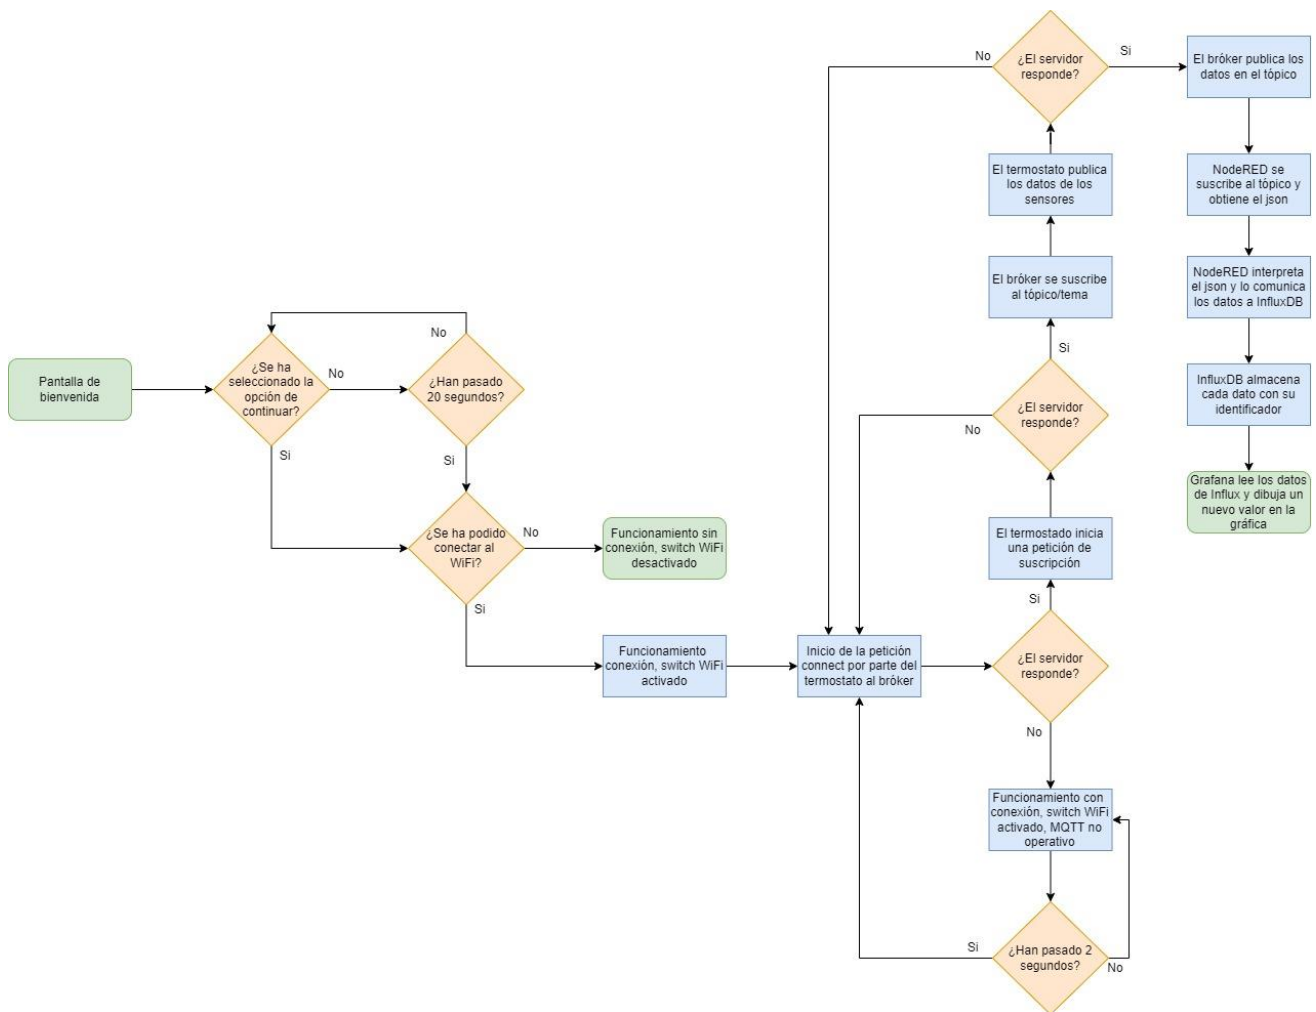 Pantalla de
bienvenida
¿Se ha
seleccionado la
opción de
continuar?
No
Si
¿Han pasado
20 segundos?
No
Si
¿Se ha podido
conectar al
WiFi?
No
Si
Funcionamiento sin
conexión, switch WiFi
desactivado
Funcionamiento
conexión, switch WiFi
activado
Inicio de la petición
connect por parte del
termostato al bróker
¿El servidor
responde?
No
Funcionamiento con
conexión, switch WiFi
activado, MQTT no
operativo
¿Han pasado 2
segundos?
Si
No
Si
El termostado inicia
una petición de
suscripción
¿El servidor
responde?
No
Si
El bróker se suscribe
al tópico/tema
El termostato publica
los datos de los
sensores
¿El servidor
responde?
No
Si
El bróker publica los
datos en el tópico
NodeRED se
suscribe al tópico y
obtiene el json
NodeRED interpreta
el json y lo comunica
los datos a InfluxDB
InfluxDB almacena
cada dato con su
identificador
Grafana lee los datos
de Influx y dibuja un
nuevo valor en la
gráfica